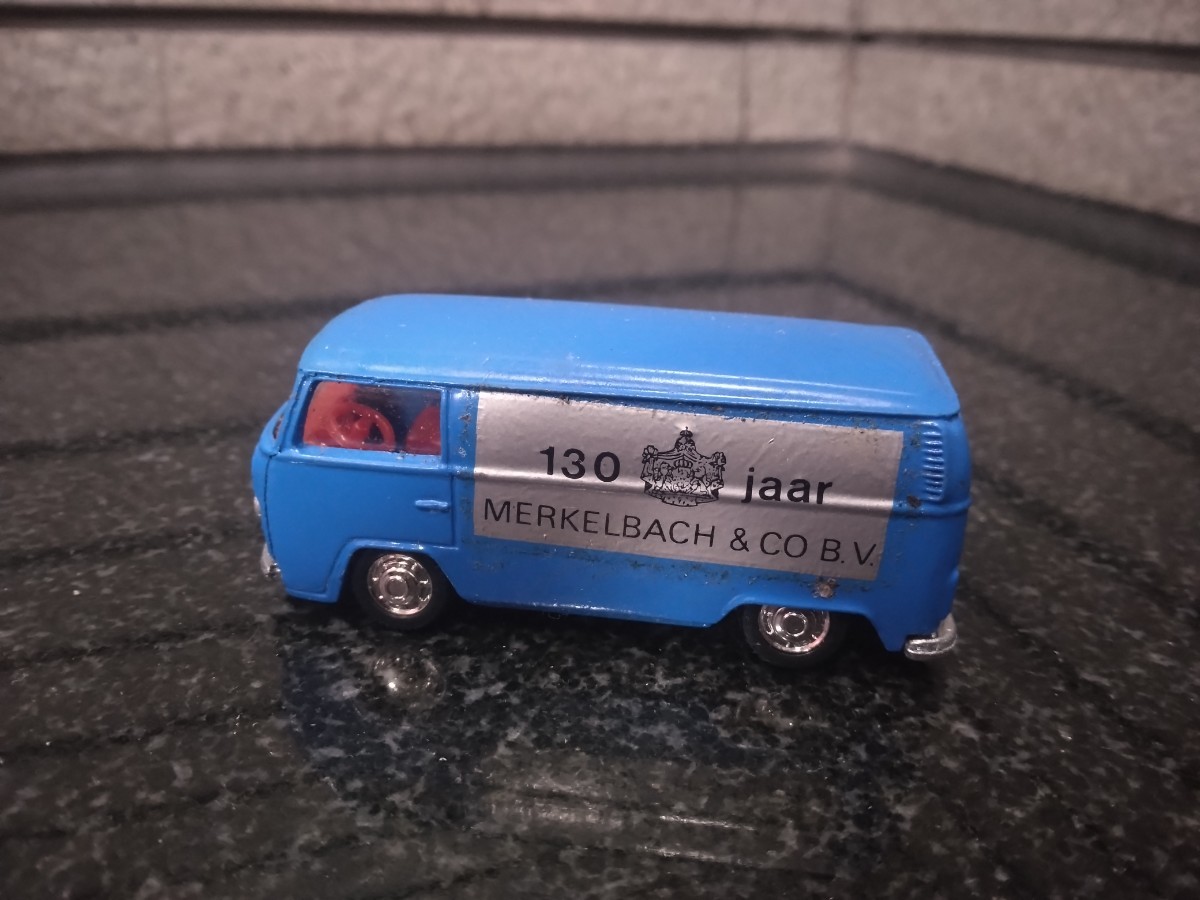 130 jaar
MERKELBACH & CO B.V.